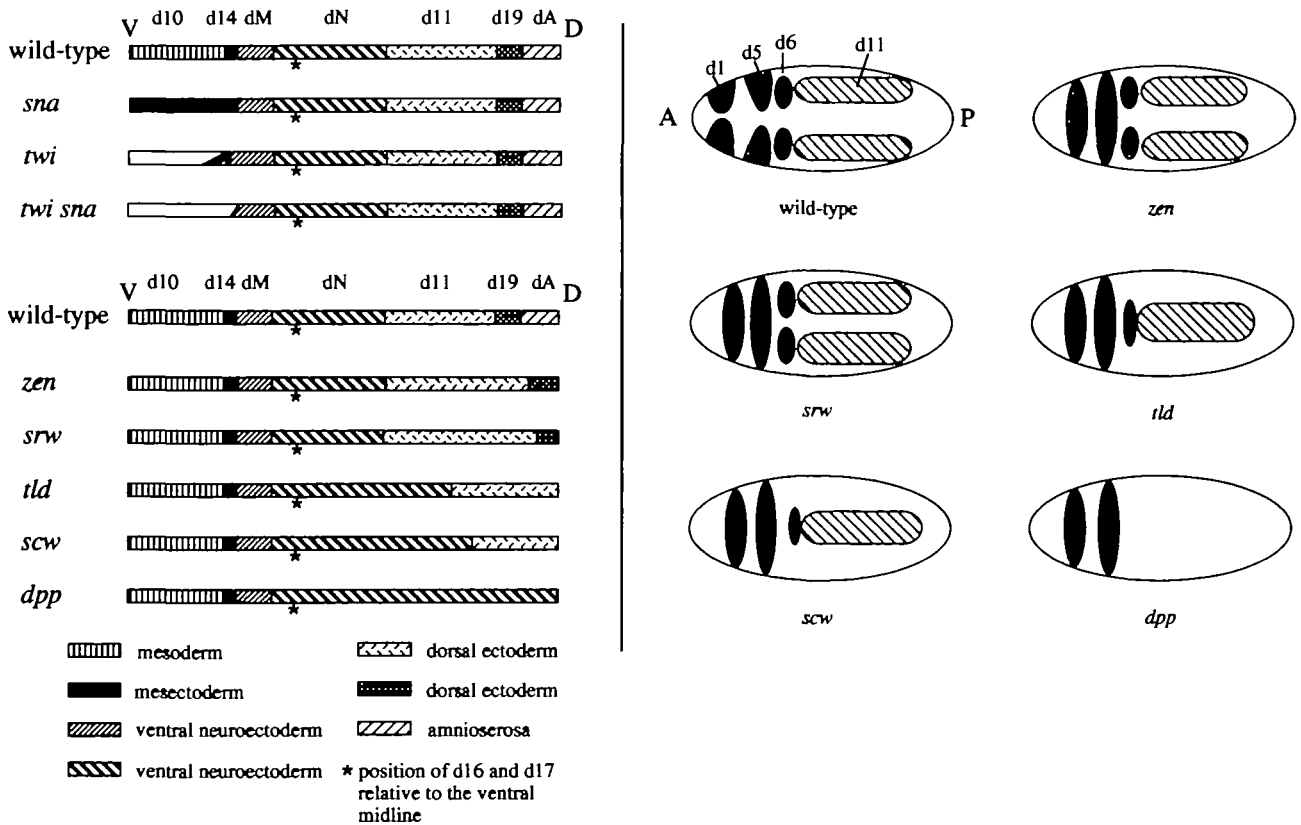 d10 d14 dM dN d11 d19 dA
V D
wild-type
*
sna
*
twi
*
twi sna
*
d10 d14 dM dN d11 d19 dA
V D
wild-type
*
zen
*
srw
*
tld
*
scw
*
dpp
*
mesoderm
mesectoderm
ventral neuroectoderm
ventral neuroectoderm
dorsal ectoderm
dorsal ectoderm
amnioserosa
* position of d16 and d17
relative to the ventral
midline
d1 d5 d6 d11
A P
wild-type
zen
srw
tld
scw
dpp